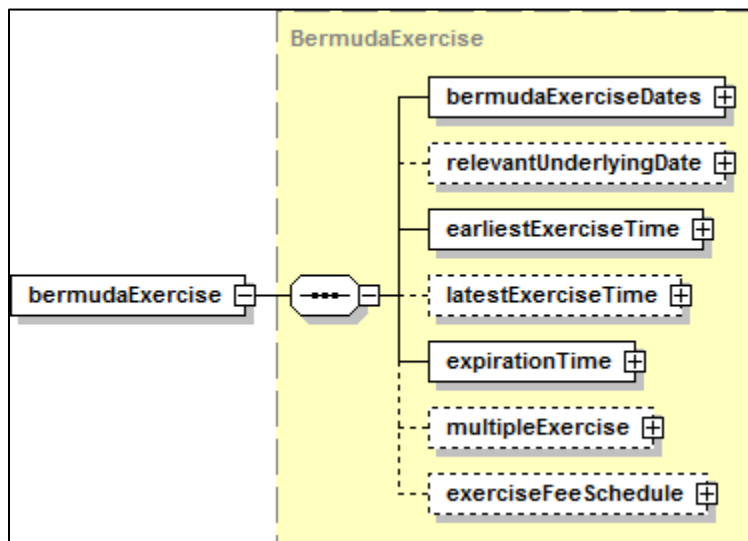 BermudaExercise
bermudaExerciseDates
relevantUnderlyingDate
earliestExerciseTime
bermudaExercise
latestExerciseTime
expirationTime
multipleExercise
exerciseFeeSchedule